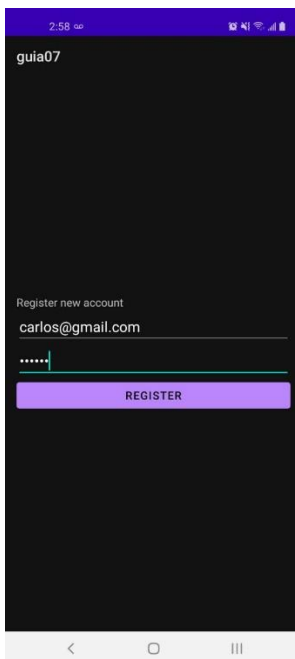 2:58
guia07
Register new account
carlos@gmail.com
••••••
REGISTER